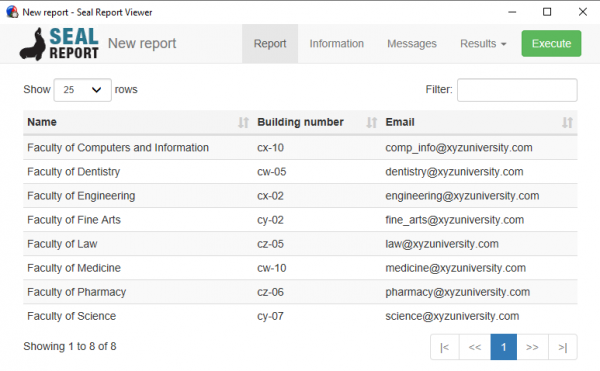 New report - Seal Report Viewer
SEAL REPORT New report Report Information Messages Results Execute
Show 25 rows Filter:
Name Building number Email
Faculty of Computers and Information cx-10 comp_info@xyzuniversity.com
Faculty of Dentistry cw-05 dentistry@xyzuniversity.com
Faculty of Engineering cx-02 engineering@xyzuniversity.com
Faculty of Fine Arts cy-02 fine_arts@xyzuniversity.com
Faculty of Law cz-05 law@xyzuniversity.com
Faculty of Medicine cw-10 medicine@xyzuniversity.com
Faculty of Pharmacy cz-06 pharmacy@xyzuniversity.com
Faculty of Science cy-07 science@xyzuniversity.com
Showing 1 to 8 of 8 |< << 1 >> >|